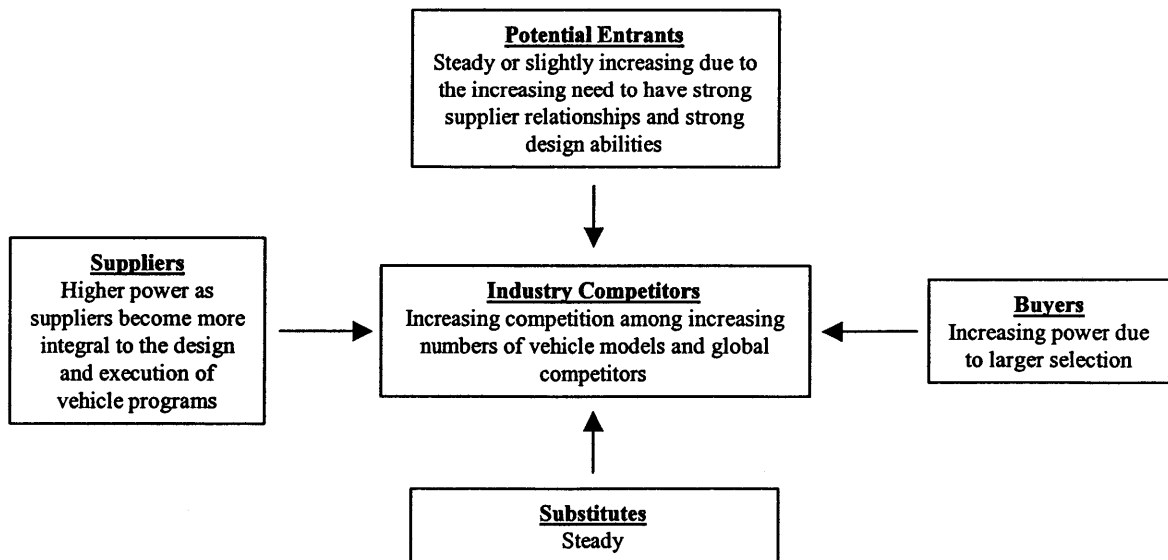 Potential Entrants
Steady or slightly increasing due to
the increasing need to have strong
supplier relationships and strong
design abilities
Suppliers
Higher power as
suppliers become more
integral to the design
and execution of
vehicle programs
Industry Competitors
Increasing competition among increasing
numbers of vehicle models and global
competitors
Buyers
Increasing power due
to larger selection
Substitutes
Steady